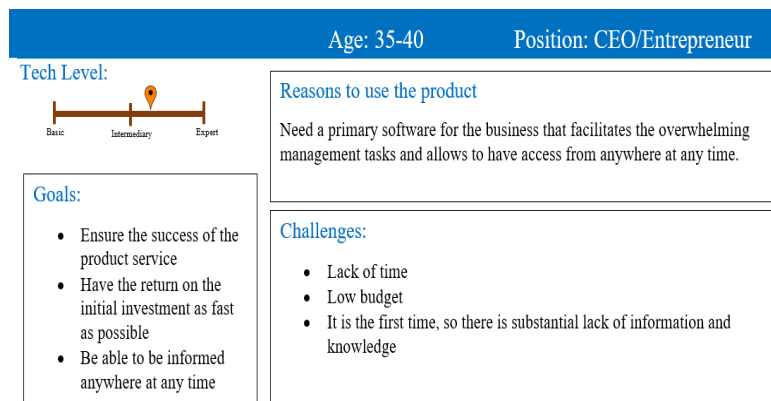 Age: 35-40 Position: CEO/Entrepreneur
Tech Level:
Basic Intermediary Expert
Reasons to use the product
Need a primary software for the business that facilitates the overwhelming
management tasks and allows to have access from anywhere at any time.
Goals:
• Ensure the success of the
product service
• Have the return on the
initial investment as fast
as possible
• Be able to be informed
anywhere at any time
Challenges:
• Lack of time
• Low budget
• It is the first time, so there is substantial lack of information and
knowledge